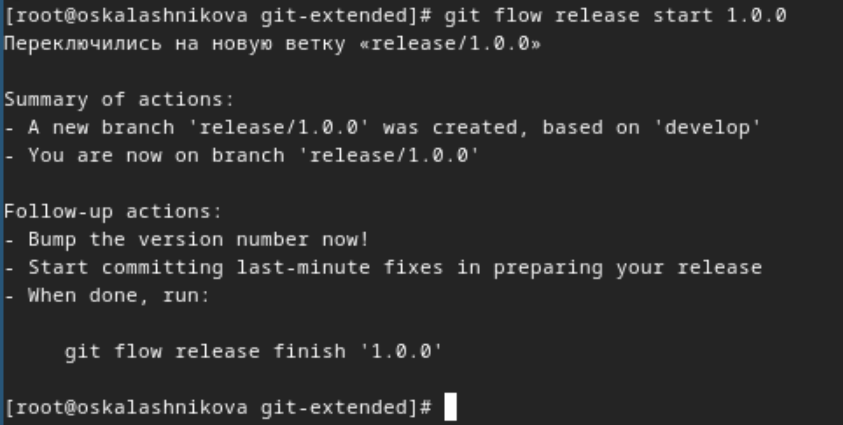 [root@oskalashnikova git-extended]# git flow release start 1.0.0
Переключились на новую ветку «release/1.0.0»
Summary of actions:
- A new branch 'release/1.0.0' was created, based on 'develop'
- You are now on branch 'release/1.0.0'
Follow-up actions:
- Bump the version number now!
- Start committing last-minute fixes in preparing your release
- When done, run:
git flow release finish '1.0.0'
[root@oskalashnikova git-extended]#